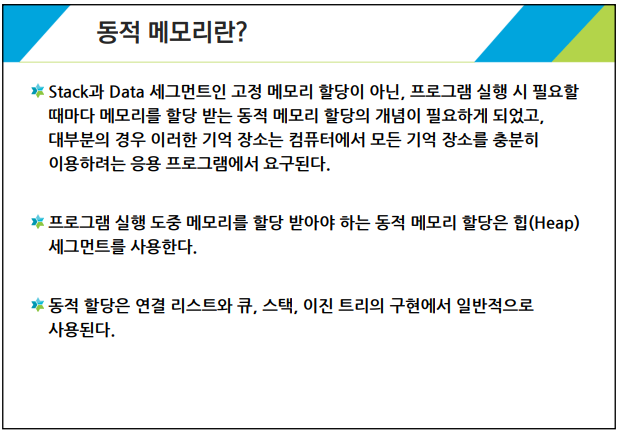 동적 메모리란?
Stack과 Data 세그먼트인 고정 메모리 할당이 아닌, 프로그램 실행 시 필요할
때마다 메모리를 할당 받는 동적 메모리 할당의 개념이 필요하게 되었고,
대부분의 경우 이러한 기억 장소는 컴퓨터에서 모든 기억 장소를 충분히
이용하려는 응용 프로그램에서 요구된다.
프로그램 실행 도중 메모리를 할당 받아야 하는 동적 메모리 할당은 힙(Heap)
세그먼트를 사용한다.
동적 할당은 연결 리스트와 큐, 스택, 이진 트리의 구현에서 일반적으로
사용된다.